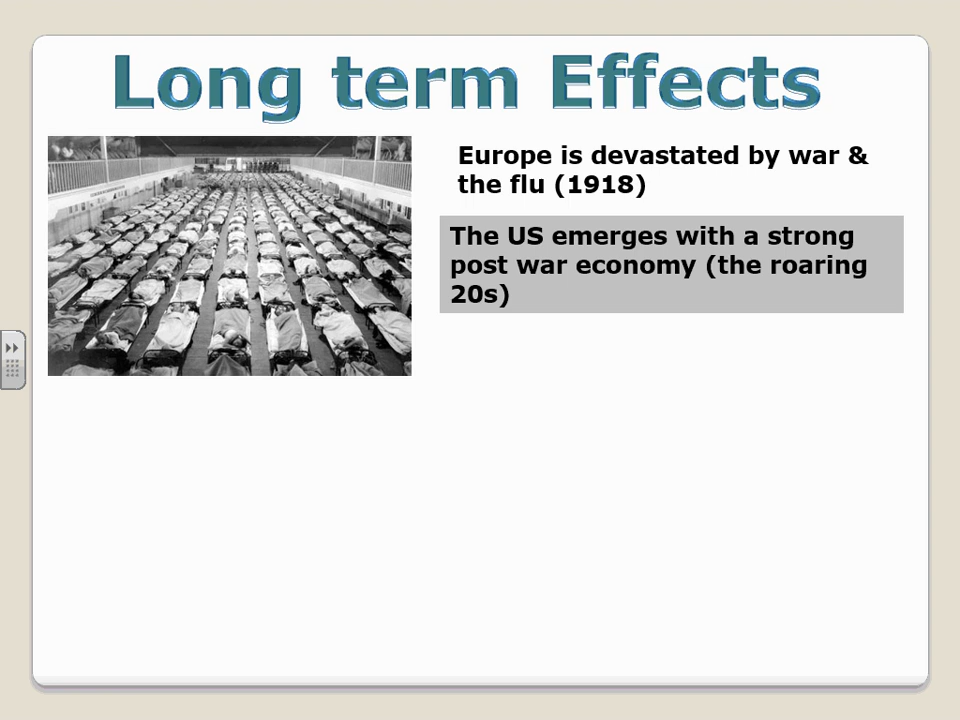 Long term Effects
Europe is devastated by war &
the flu (1918)
The US emerges with a strong
post war economy (the roaring
20s)